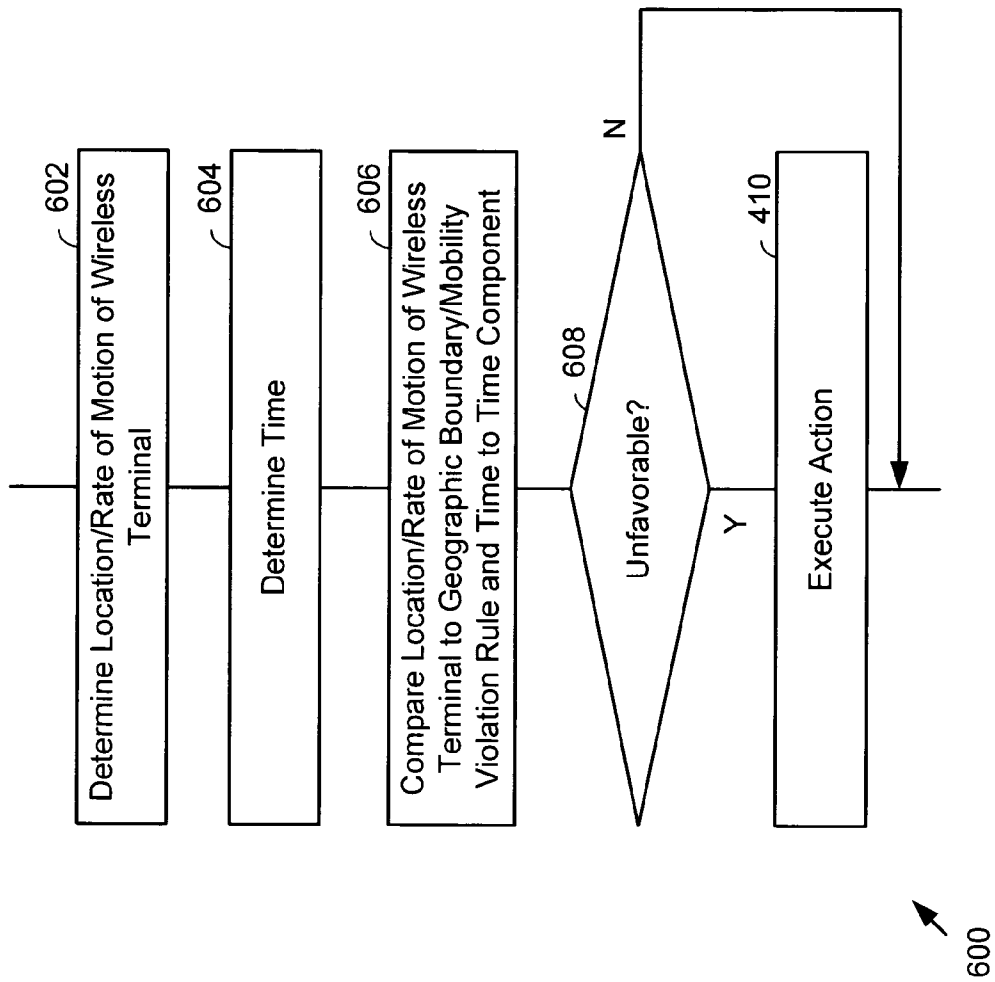 602
Determine Location/Rate of Motion of Wireless
Terminal
604
Determine Time
606
Compare Location/Rate of Motion of Wireless
Terminal to Geographic Boundary/Mobility
Violation Rule and Time to Time Component
608
Unfavorable?
N
Y
410
Execute Action
600